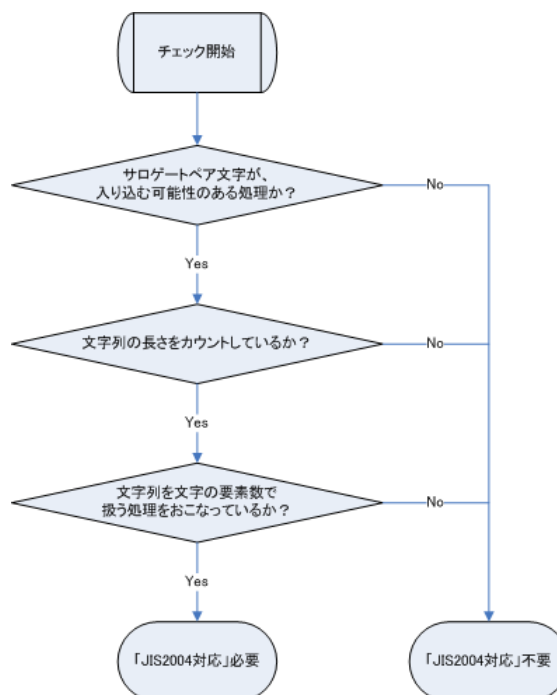 チェック開始
サロゲートペア文字が、
入り込む可能性のある処理か？
No
Yes
文字列の長さをカウントしているか？
No
Yes
文字列を文字の要素数で
扱う処理をおこなっているか？
No
Yes
「JIS2004対応」必要
「JIS2004対応」不要